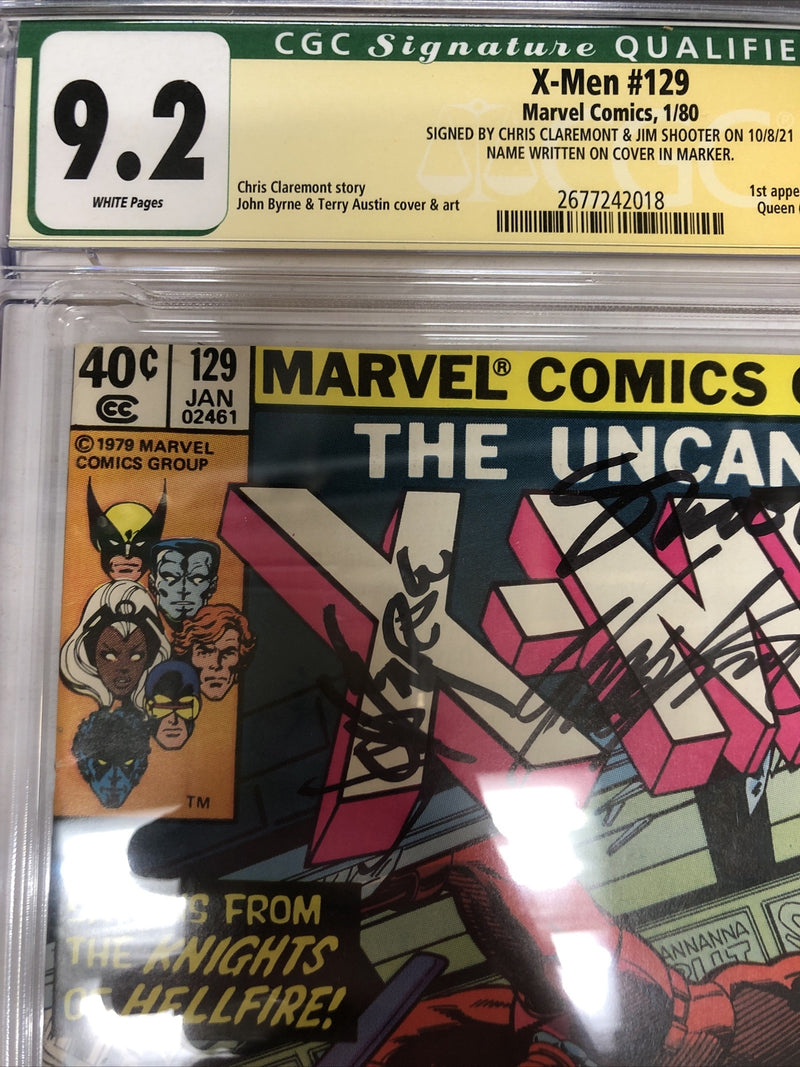 CGC Signature QUALIFIE
9.2
WHITE Pages
X-Men #129
Marvel Comics, 1/80
SIGNED BY CHRIS CLAREMONT & JIM SHOOTER ON 10/8/21
NAME WRITTEN ON COVER IN MARKER.
Chris Claremont story
John Byrne & Terry Austin cover & art
2677242018
1st appe
Queen
40¢
129
JAN
02461
CC
MARVEL® COMICS
© 1979 MARVEL
COMICS GROUP
THE UNCAN
X-M
TM
FROM
THE KNIGHTS
OF HELLFIRE!
ANNANNA